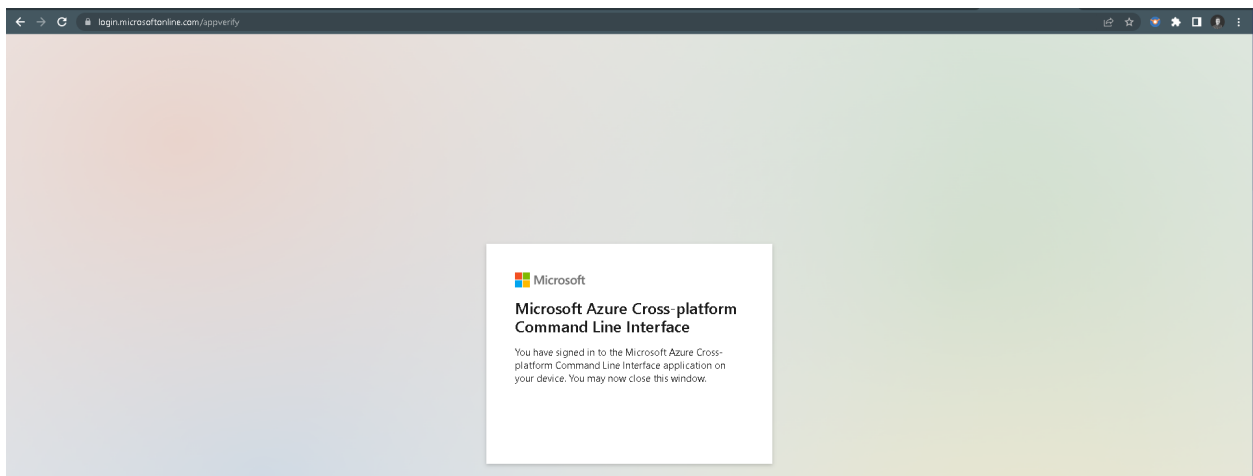 login.microsoftonline.com/appverify
Microsoft
Microsoft Azure Cross-platform
Command Line Interface
You have signed in to the Microsoft Azure Cross-
platform Command Line Interface application on
your device. You may now close this window.